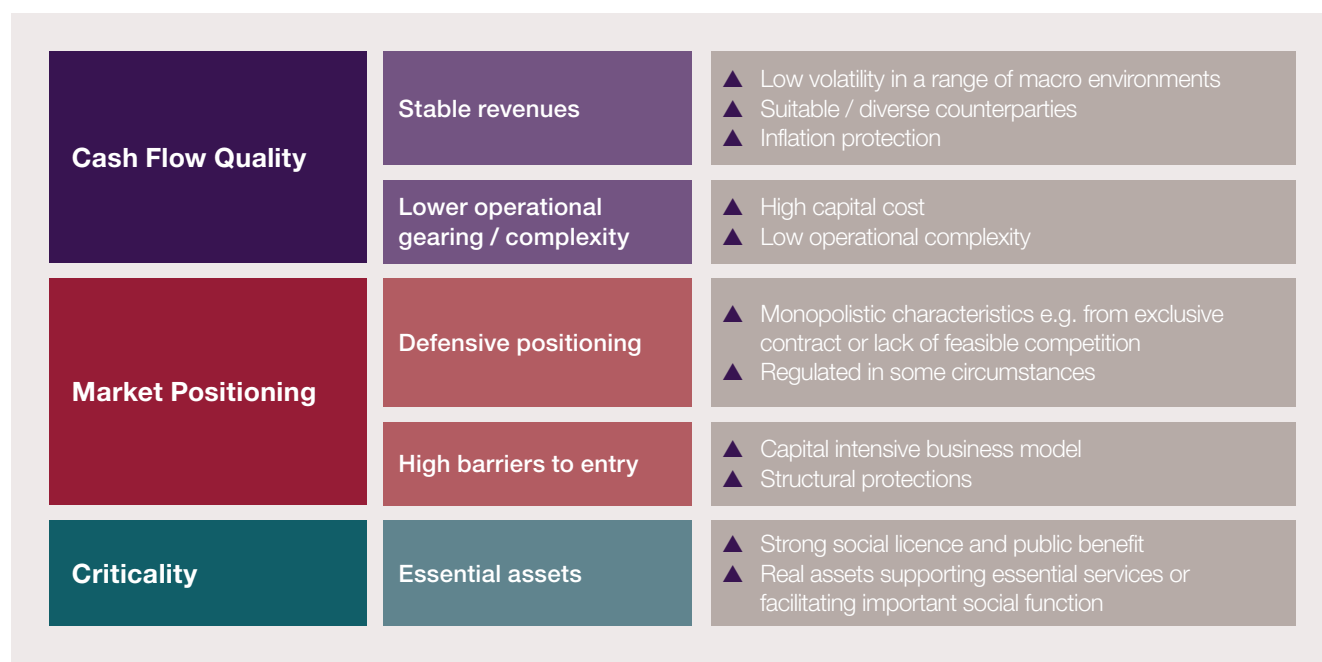 Cash Flow Quality
Stable revenues
▲ Low volatility in a range of macro environments
▲ Suitable / diverse counterparties
▲ Inflation protection
Lower operational
gearing / complexity
▲ High capital cost
▲ Low operational complexity
Market Positioning
Defensive positioning
▲ Monopolistic characteristics e.g. from exclusive
contract or lack of feasible competition
▲ Regulated in some circumstances
High barriers to entry
▲ Capital intensive business model
▲ Structural protections
Criticality
Essential assets
▲ Strong social licence and public benefit
▲ Real assets supporting essential services or
facilitating important social function